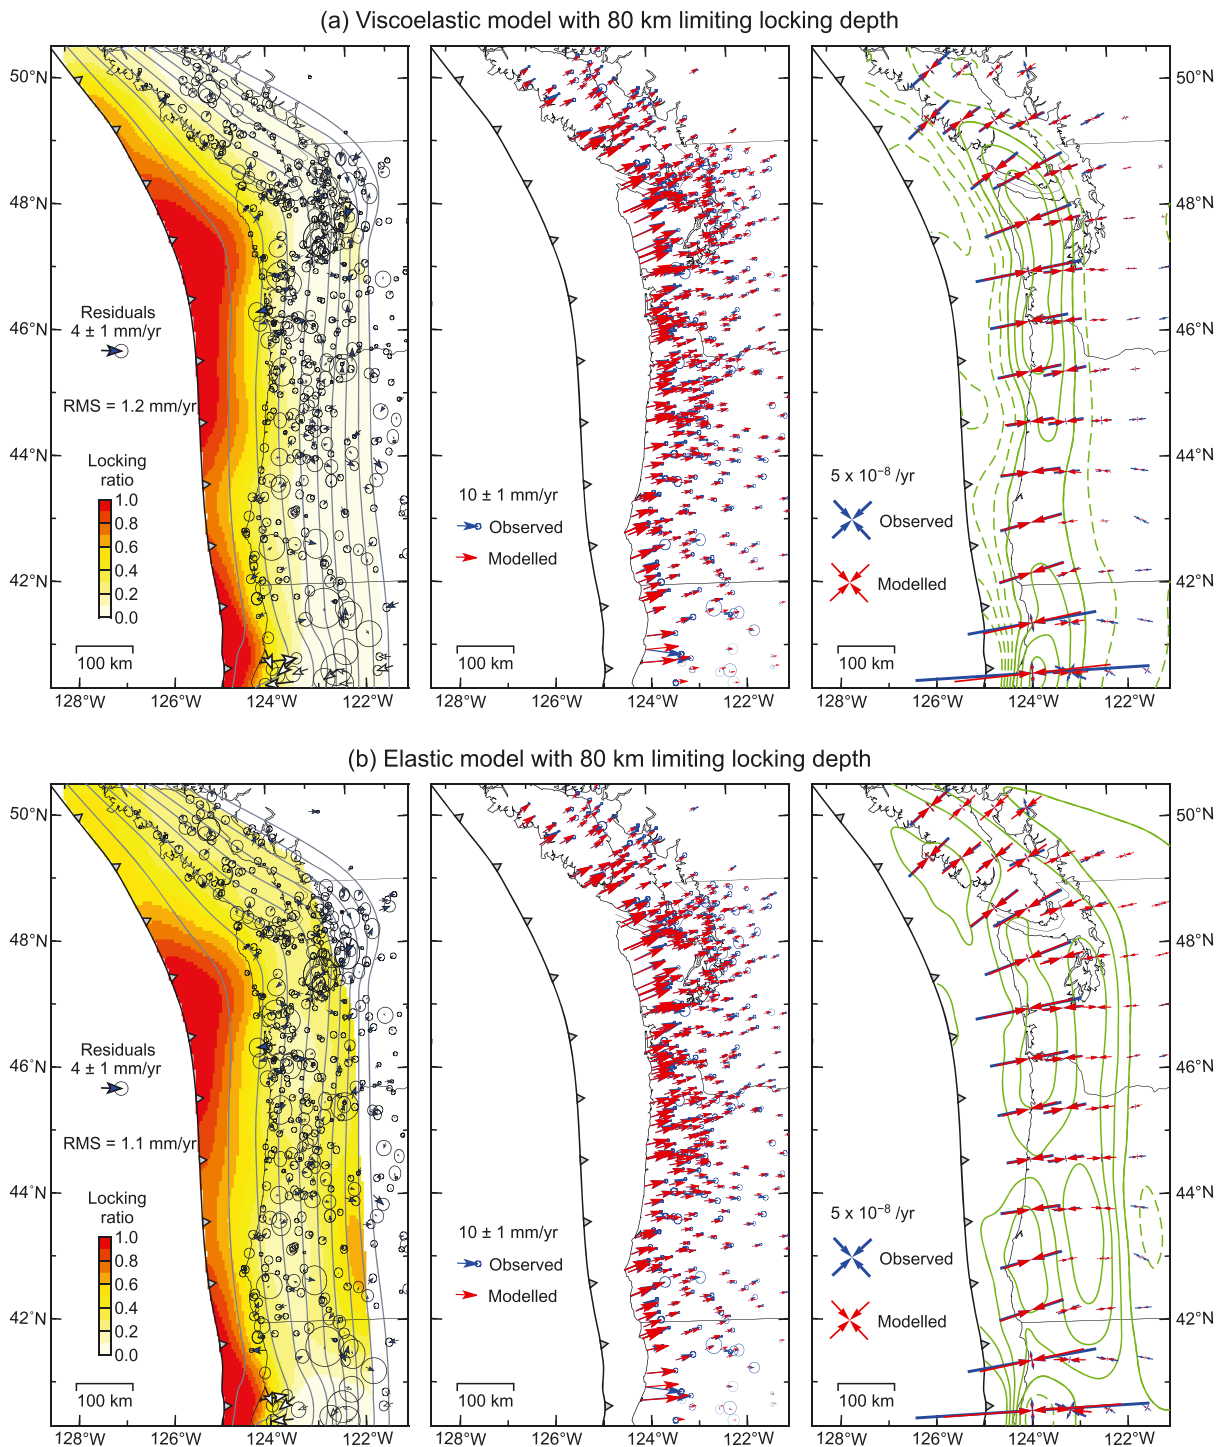 (a) Viscoelastic model with 80 km limiting locking depth
50°N
48°N
46°N
44°N
42°N
Residuals
4 ± 1 mm/yr
RMS = 1.2 mm/yr
Locking
ratio
1.0
0.8
0.6
0.4
0.2
0.0
100 km
128°W
126°W
124°W
122°W
10 ± 1 mm/yr
Observed
Modelled
100 km
128°W
126°W
124°W
122°W
5 x 10⁻⁸ /yr
Observed
Modelled
100 km
128°W
126°W
124°W
122°W
50°N
48°N
46°N
44°N
42°N
(b) Elastic model with 80 km limiting locking depth
50°N
48°N
46°N
44°N
42°N
Residuals
4 ± 1 mm/yr
RMS = 1.1 mm/yr
Locking
ratio
1.0
0.8
0.6
0.4
0.2
0.0
100 km
128°W
126°W
124°W
122°W
10 ± 1 mm/yr
Observed
Modelled
100 km
128°W
126°W
124°W
122°W
5 x 10⁻⁸ /yr
Observed
Modelled
100 km
128°W
126°W
124°W
122°W
50°N
48°N
46°N
44°N
42°N